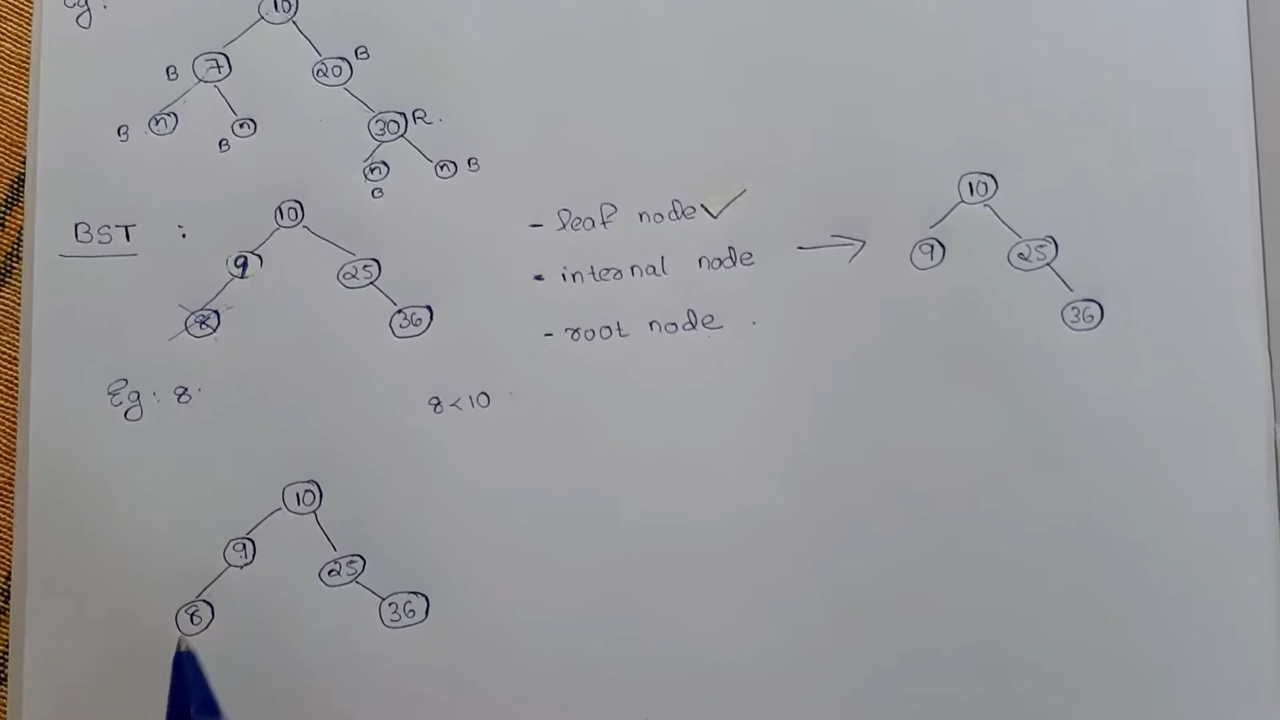 Eg:
10
B 7 20 B
B n n B 30 R.
n n B
B
BST :
10
9 25
8 36
- leaf node ✓
- internal node
- root node .
→
10
9 25
36
Eg: 8.
8<10
10
9 25
8 36